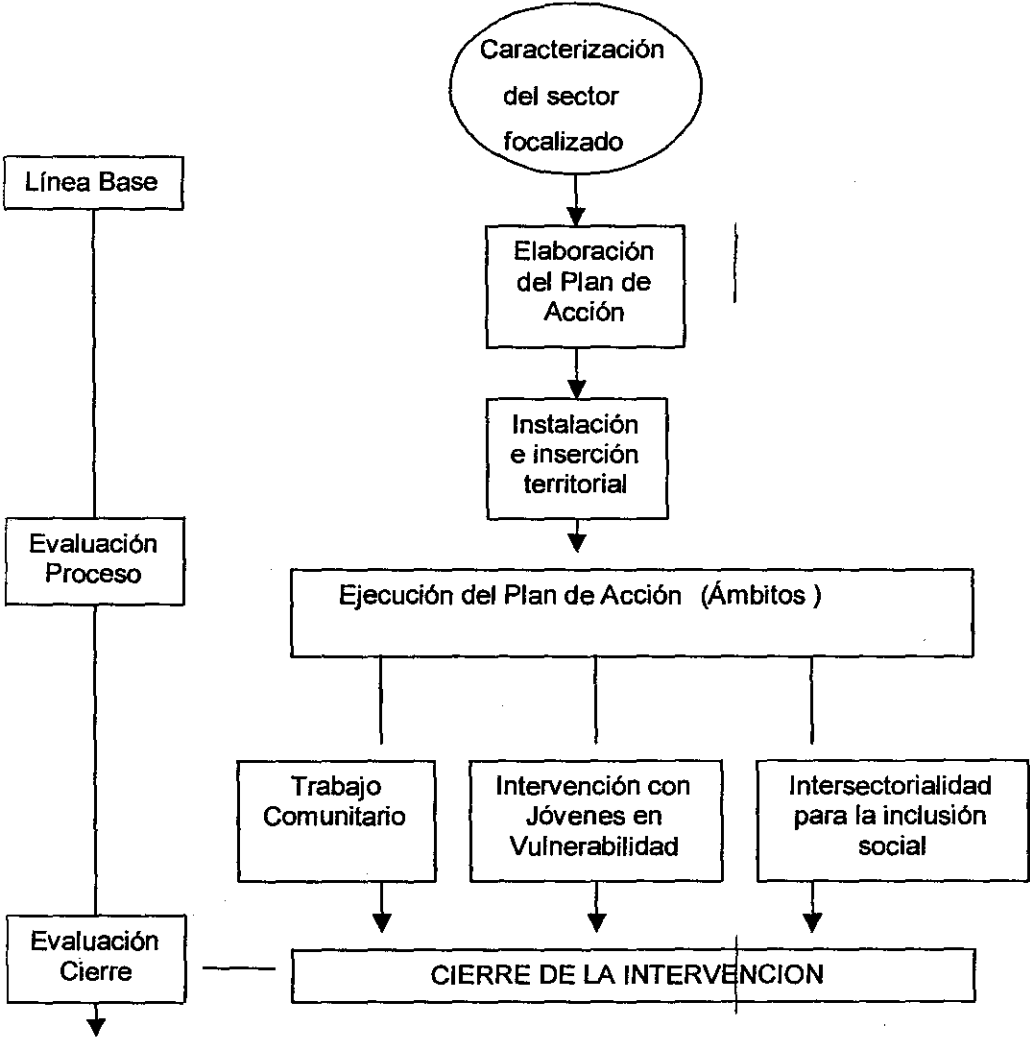 Caracterización
del sector
focalizado
Línea Base
Elaboración
del Plan de
Acción
Instalación
e inserción
territorial
Evaluación
Proceso
Ejecución del Plan de Acción (Ámbitos )
Trabajo
Comunitario
Intervención con
Jóvenes en
Vulnerabilidad
Intersectorialidad
para la inclusión
social
Evaluación
Cierre
CIERRE DE LA INTERVENCION